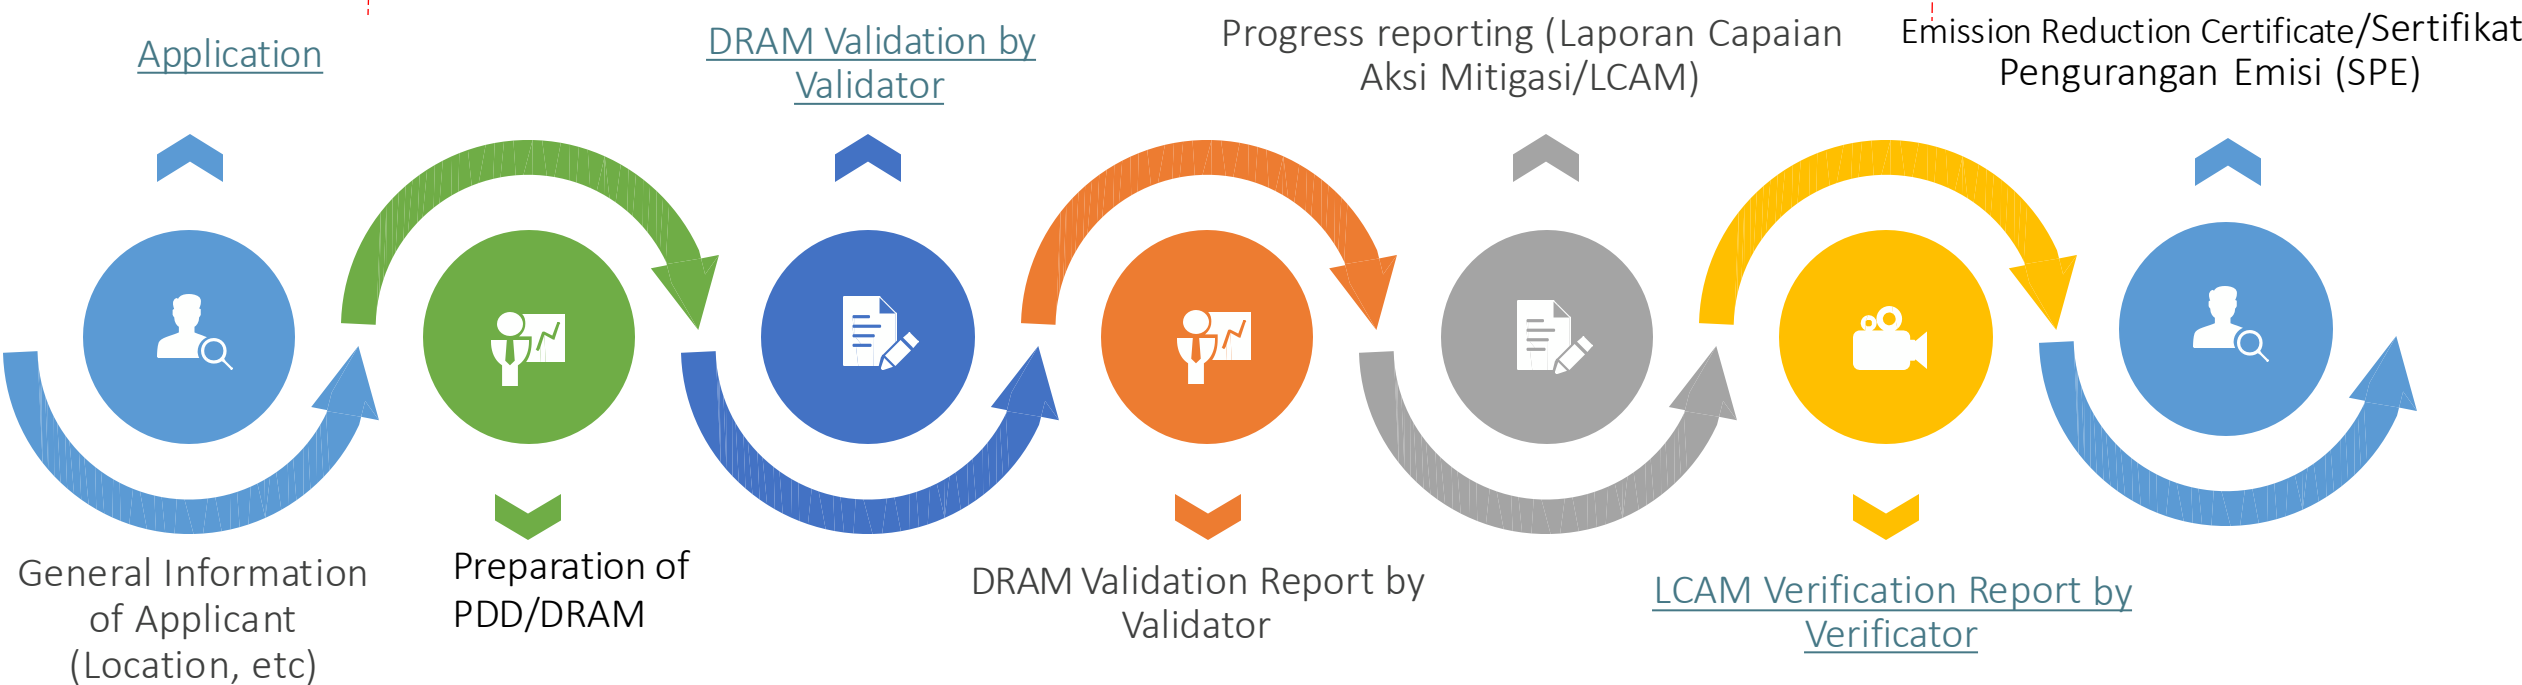 Application
DRAM Validation by
Validator
Progress reporting (Laporan Capaian
Aksi Mitigasi/LCAM)
Emission Reduction Certificate/Sertifikat
Pengurangan Emisi (SPE)
General Information
of Applicant
(Location, etc)
Preparation of
PDD/DRAM
DRAM Validation Report by
Validator
LCAM Verification Report by
Verificator